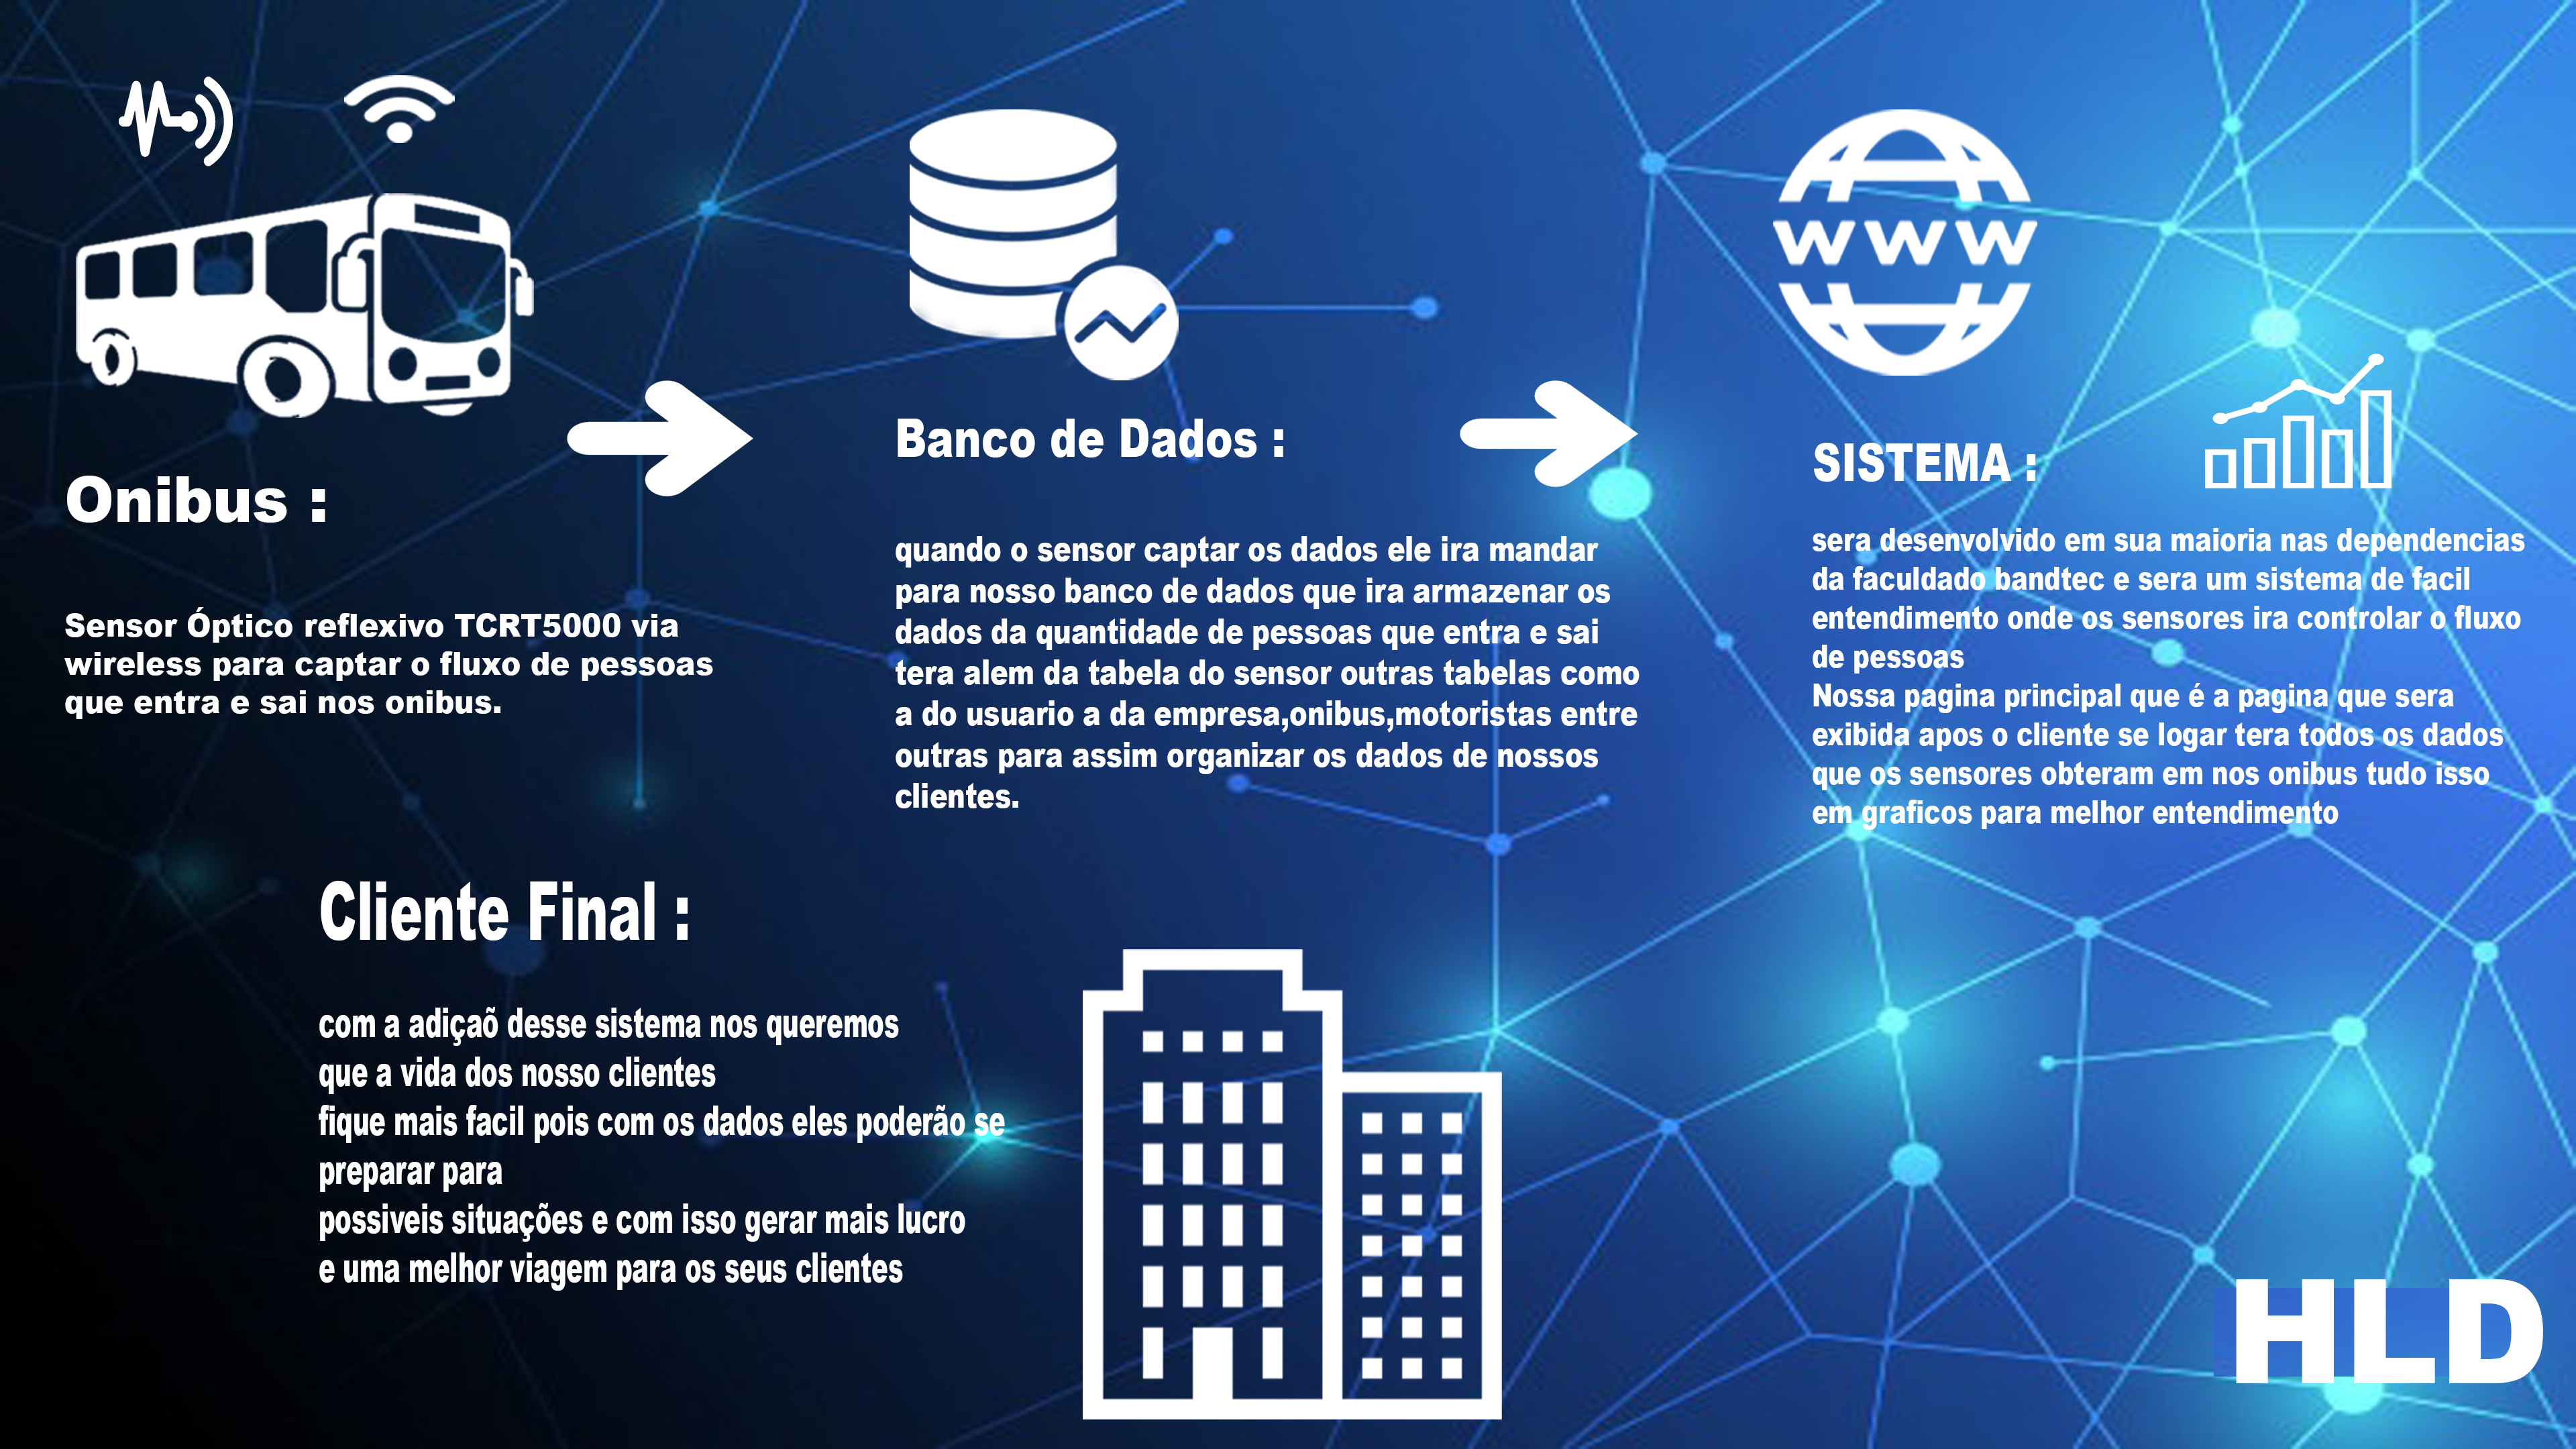 WWW
Onibus :
Sensor Óptico reflexivo TCRT5000 via
wireless para captar o fluxo de pessoas
que entra e sai nos onibus.
Banco de Dados :
quando o sensor captar os dados ele ira mandar
para nosso banco de dados que ira armazenar os
dados da quantidade de pessoas que entra e sai
tera alem da tabela do sensor outras tabelas como
a do usuario a da empresa,onibus,motoristas entre
outras para assim organizar os dados de nossos
clientes.
SISTEMA :
sera desenvolvido em sua maioria nas dependencias
da faculdado bandtec e sera um sistema de facil
entendimento onde os sensores ira controlar o fluxo
de pessoas
Nossa pagina principal que é a pagina que sera
exibida apos o cliente se logar tera todos os dados
que os sensores obteram em nos onibus tudo isso
em graficos para melhor entendimento
Cliente Final :
com a adiçaõ desse sistema nos queremos
que a vida dos nosso clientes
fique mais facil pois com os dados eles poderão se
preparar para
possiveis situações e com isso gerar mais lucro
e uma melhor viagem para os seus clientes
HLD